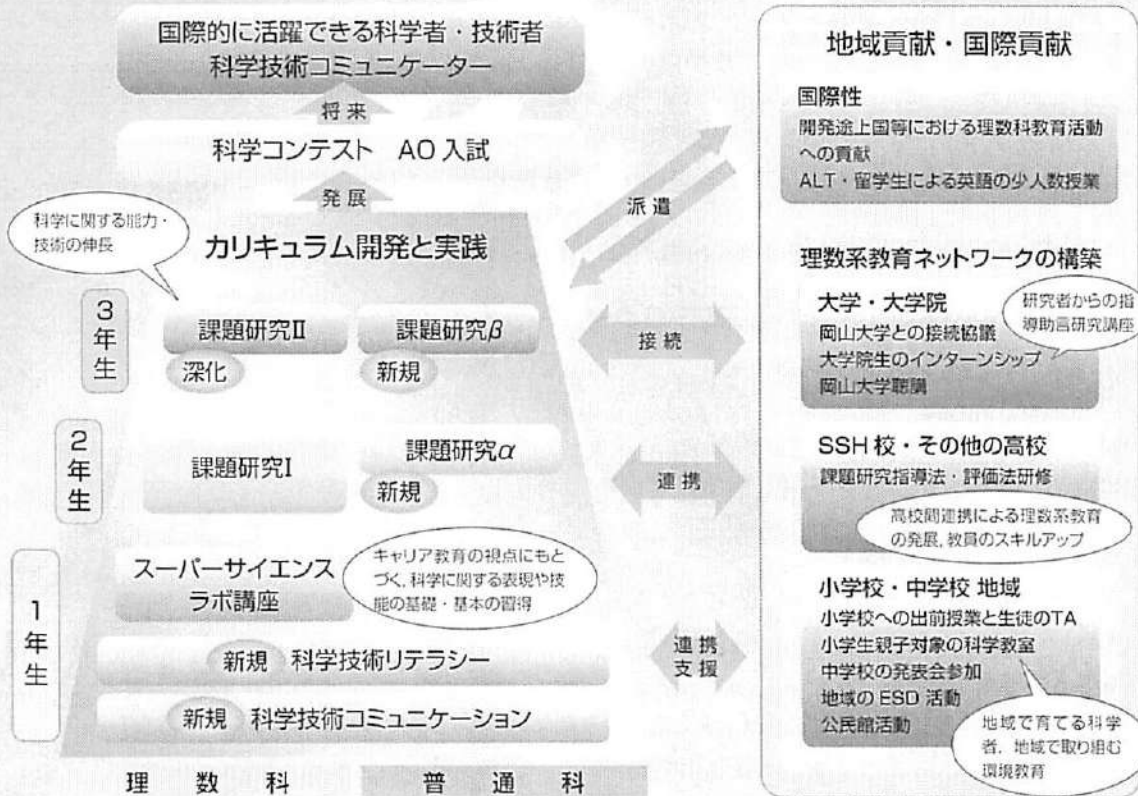 国際的に活躍できる科学者・技術者
科学技術コミュニケーター
将来
科学コンテスト AO入試
発展
科学に関する能力・
技術の伸長
カリキュラム開発と実践
3年生
課題研究Ⅱ
課題研究β
深化
新規
2年生
課題研究Ⅰ
課題研究α
新規
1年生
スーパーサイエンス
ラボ講座
キャリア教育の視点にもと
づく,科学に関する表現や技
能の基礎・基本の習得
新規 科学技術リテラシー
新規 科学技術コミュニケーション
理数科
普通科
派遣
接続
連携
連携
支援
地域貢献・国際貢献
国際性
開発途上国等における理数科教育活動
への貢献
ALT・留学生による英語の少人数授業
理数系教育ネットワークの構築
大学・大学院
岡山大学との接続協議
大学院生のインターンシップ
岡山大学聴講
研究者からの指
導助言研究講座
SSH校・その他の高校
課題研究指導法・評価法研修
高校間連携による理数系教育
の発展,教員のスキルアップ
小学校・中学校 地域
小学校への出前授業と生徒のTA
小学生親子対象の科学教室
中学校の発表会参加
地域のESD活動
公民館活動
地域で育てる科学
者,地域で取り組む
環境教育